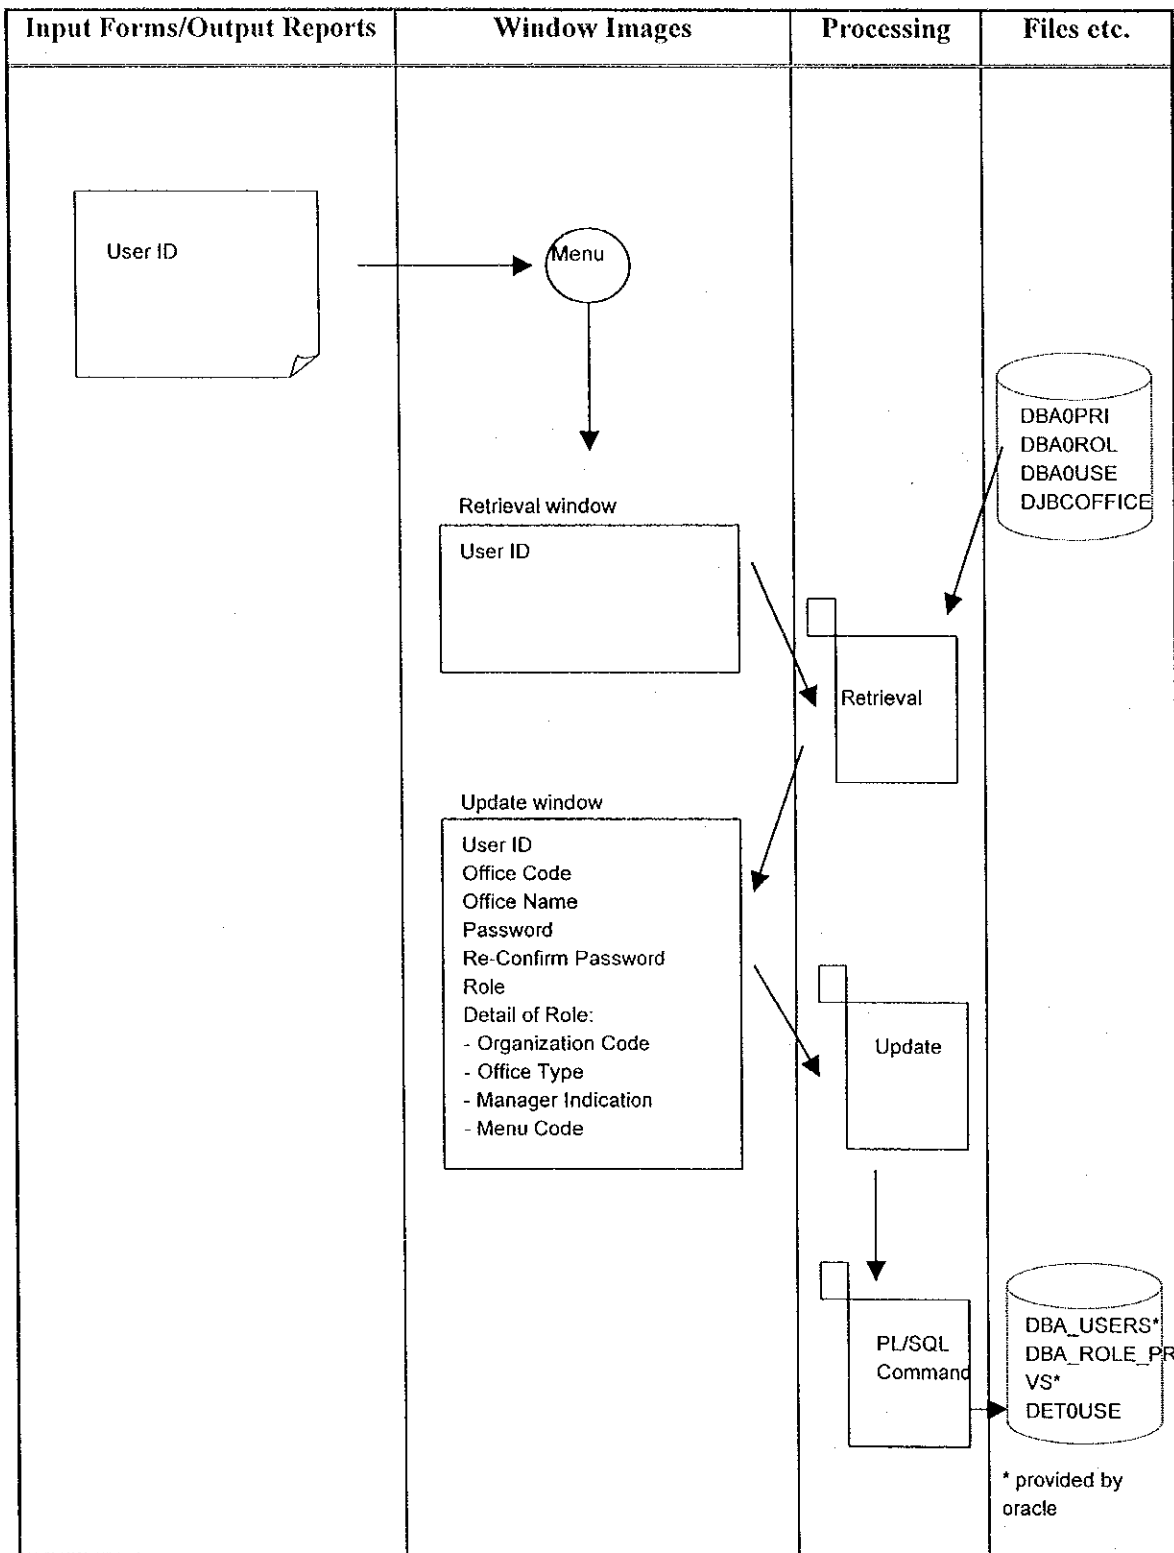 Input Forms/Output Reports
Window Images
Processing
Files etc.
User ID
Menu
DBA0PRI
DBA0ROL
DBA0USE
DJBCOFFICE
Retrieval window
User ID
Retrieval
Update window
User ID
Office Code
Office Name
Password
Re-Confirm Password
Role
Detail of Role:
- Organization Code
- Office Type
- Manager Indication
- Menu Code
Update
PL/SQL
Command
DBA_USERS*
DBA_ROLE_PR
VS*
DET0USE
* provided by
oracle